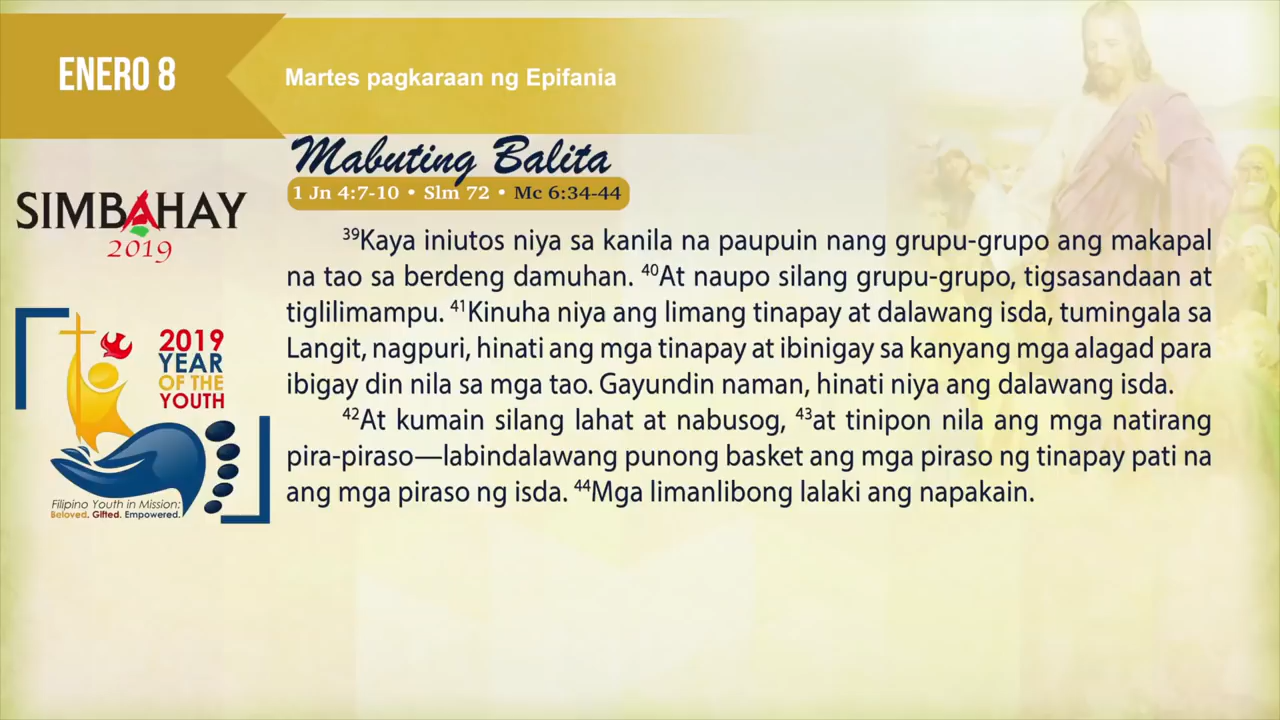 ENERO 8
Martes pagkaraan ng Epifania
Mabuting Balita
1 Jn 4:7-10 • Slm 72 • Mc 6:34-44
SIMBAHAY
2019
2019
YEAR
OF THE
YOUTH
Filipino Youth in Mission:
Beloved. Gifted. Empowered.
³⁹Kaya iniutos niya sa kanila na paupuin nang grupu-grupo ang makapal
na tao sa berdeng damuhan. ⁴⁰At naupo silang grupu-grupo, tigsasandaan at
tiglilimampu. ⁴¹Kinuha niya ang limang tinapay at dalawang isda, tumingala sa
Langit, nagpuri, hinati ang mga tinapay at ibinigay sa kanyang mga alagad para
ibigay din nila sa mga tao. Gayundin naman, hinati niya ang dalawang isda.
⁴²At kumain silang lahat at nabusog, ⁴³at tinipon nila ang mga natirang
pira-piraso—labindalawang punong basket ang mga piraso ng tinapay pati na
ang mga piraso ng isda. ⁴⁴Mga limanlibong lalaki ang napakain.